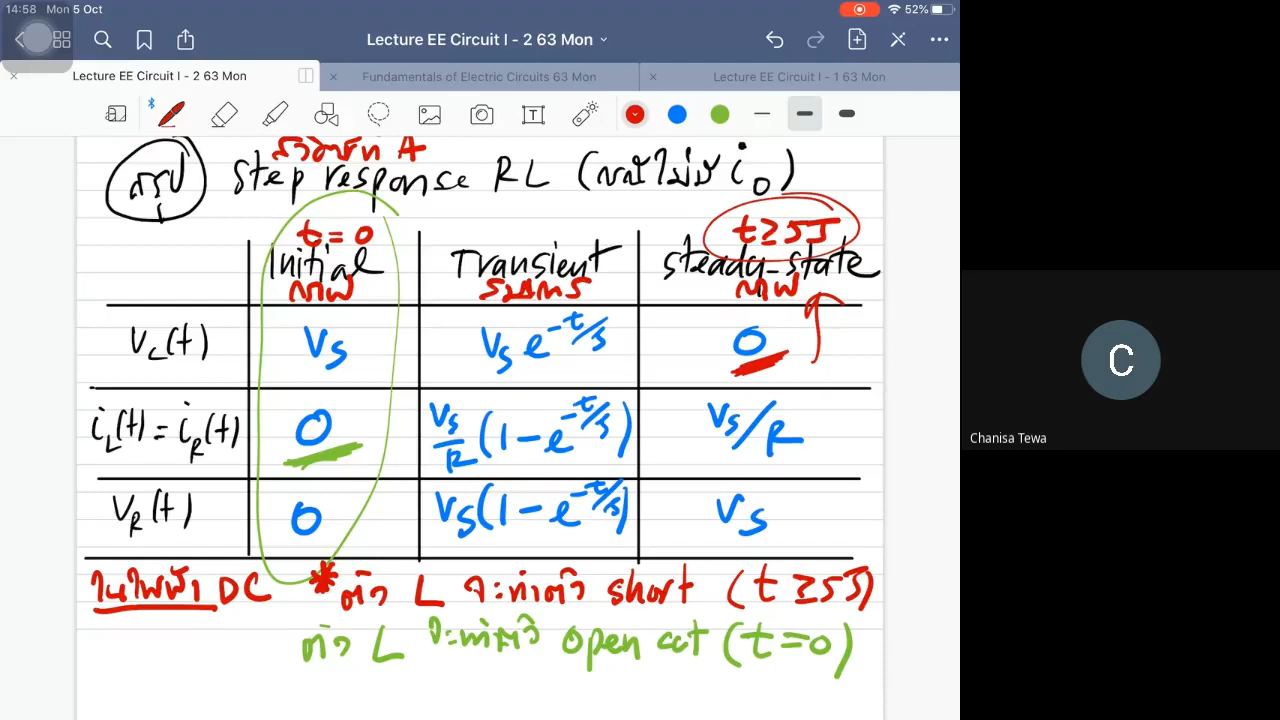 14:58 Mon 5 Oct
52%
Lecture EE Circuit I - 2 63 Mon
Lecture EE Circuit I - 2 63 Mon
Fundamentals of Electric Circuits 63 Mon
Lecture EE Circuit I - 1 63 Mon
A
สรุป step response RL (กรณีไม่มี i0)
t = 0
t ≥ 5τ
Initial Transient steady-state
vL(t) Vs Vs e^-t/τ 0
iL(t) = iR(t) 0 Vs/R (1 - e^-t/τ) Vs/R
VR(t) 0 Vs(1 - e^-t/τ) Vs
ในไฟฟ้า DC * ตัว L จะทำตัว short (t ≥ 5τ)
ตัว L จะทำตัว open cct (t=0)
C
Chanisa Tewa